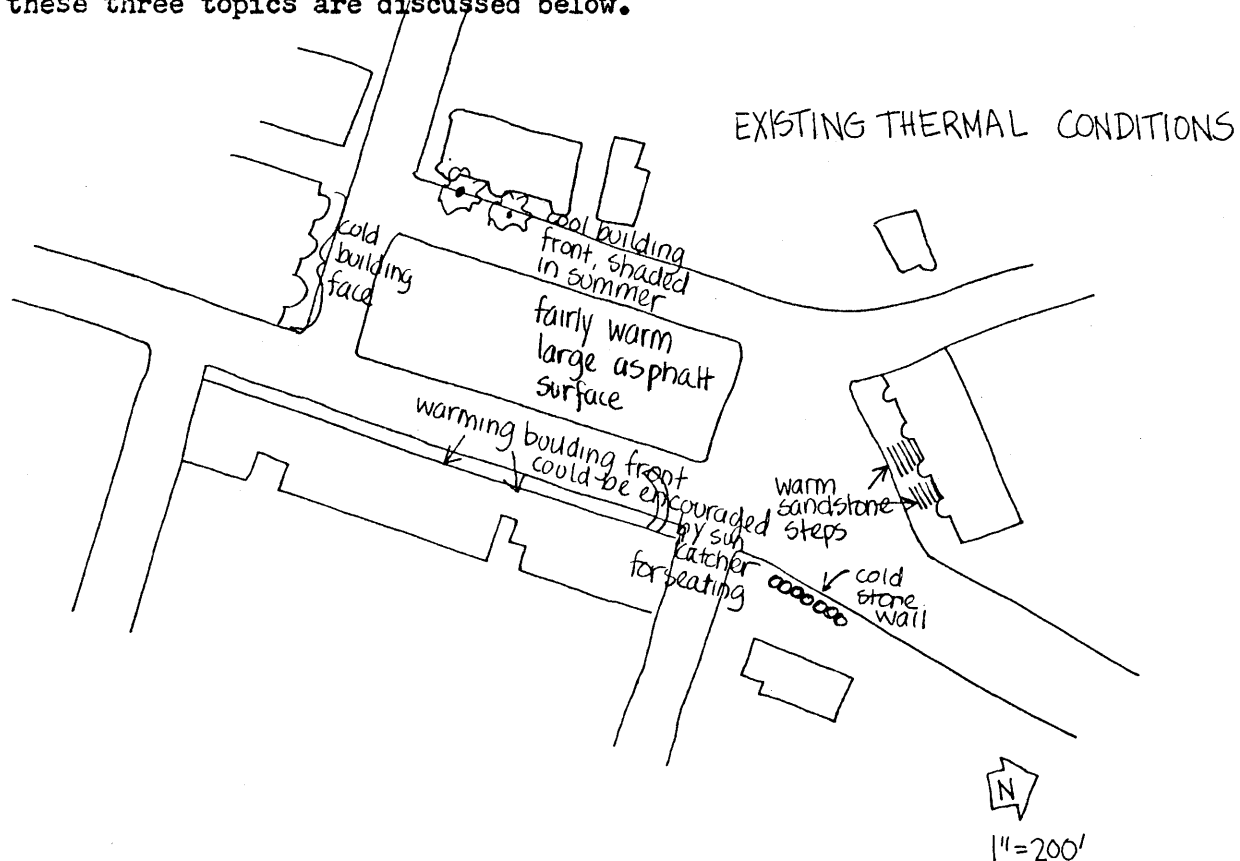 these three topics are discussed below.
EXISTING THERMAL CONDITIONS
cold
building
face
cool building
front, shaded
in summer
fairly warm
large asphalt
surface
warming building front
could be encouraged
by sun
catcher
for seating
warm
sandstone
steps
cold
stone
wall
N
1"=200'